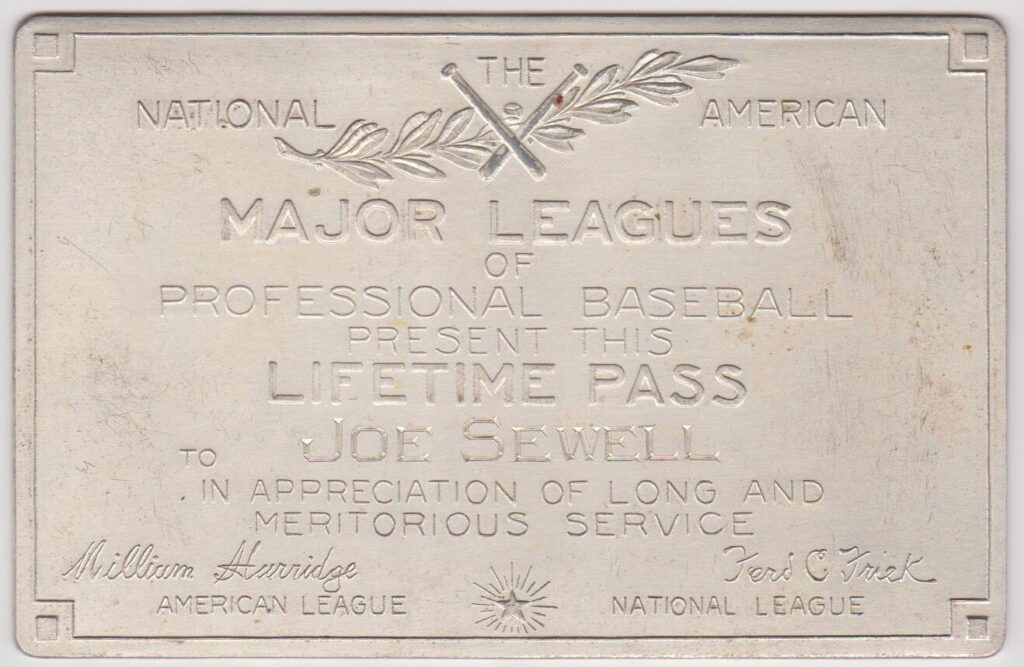 THE
NATIONAL AMERICAN
MAJOR LEAGUES
OF
PROFESSIONAL BASEBALL
PRESENT THIS
LIFETIME PASS
TO JOE SEWELL
IN APPRECIATION OF LONG AND
MERITORIOUS SERVICE
William Harridge Ford C Frick
AMERICAN LEAGUE NATIONAL LEAGUE